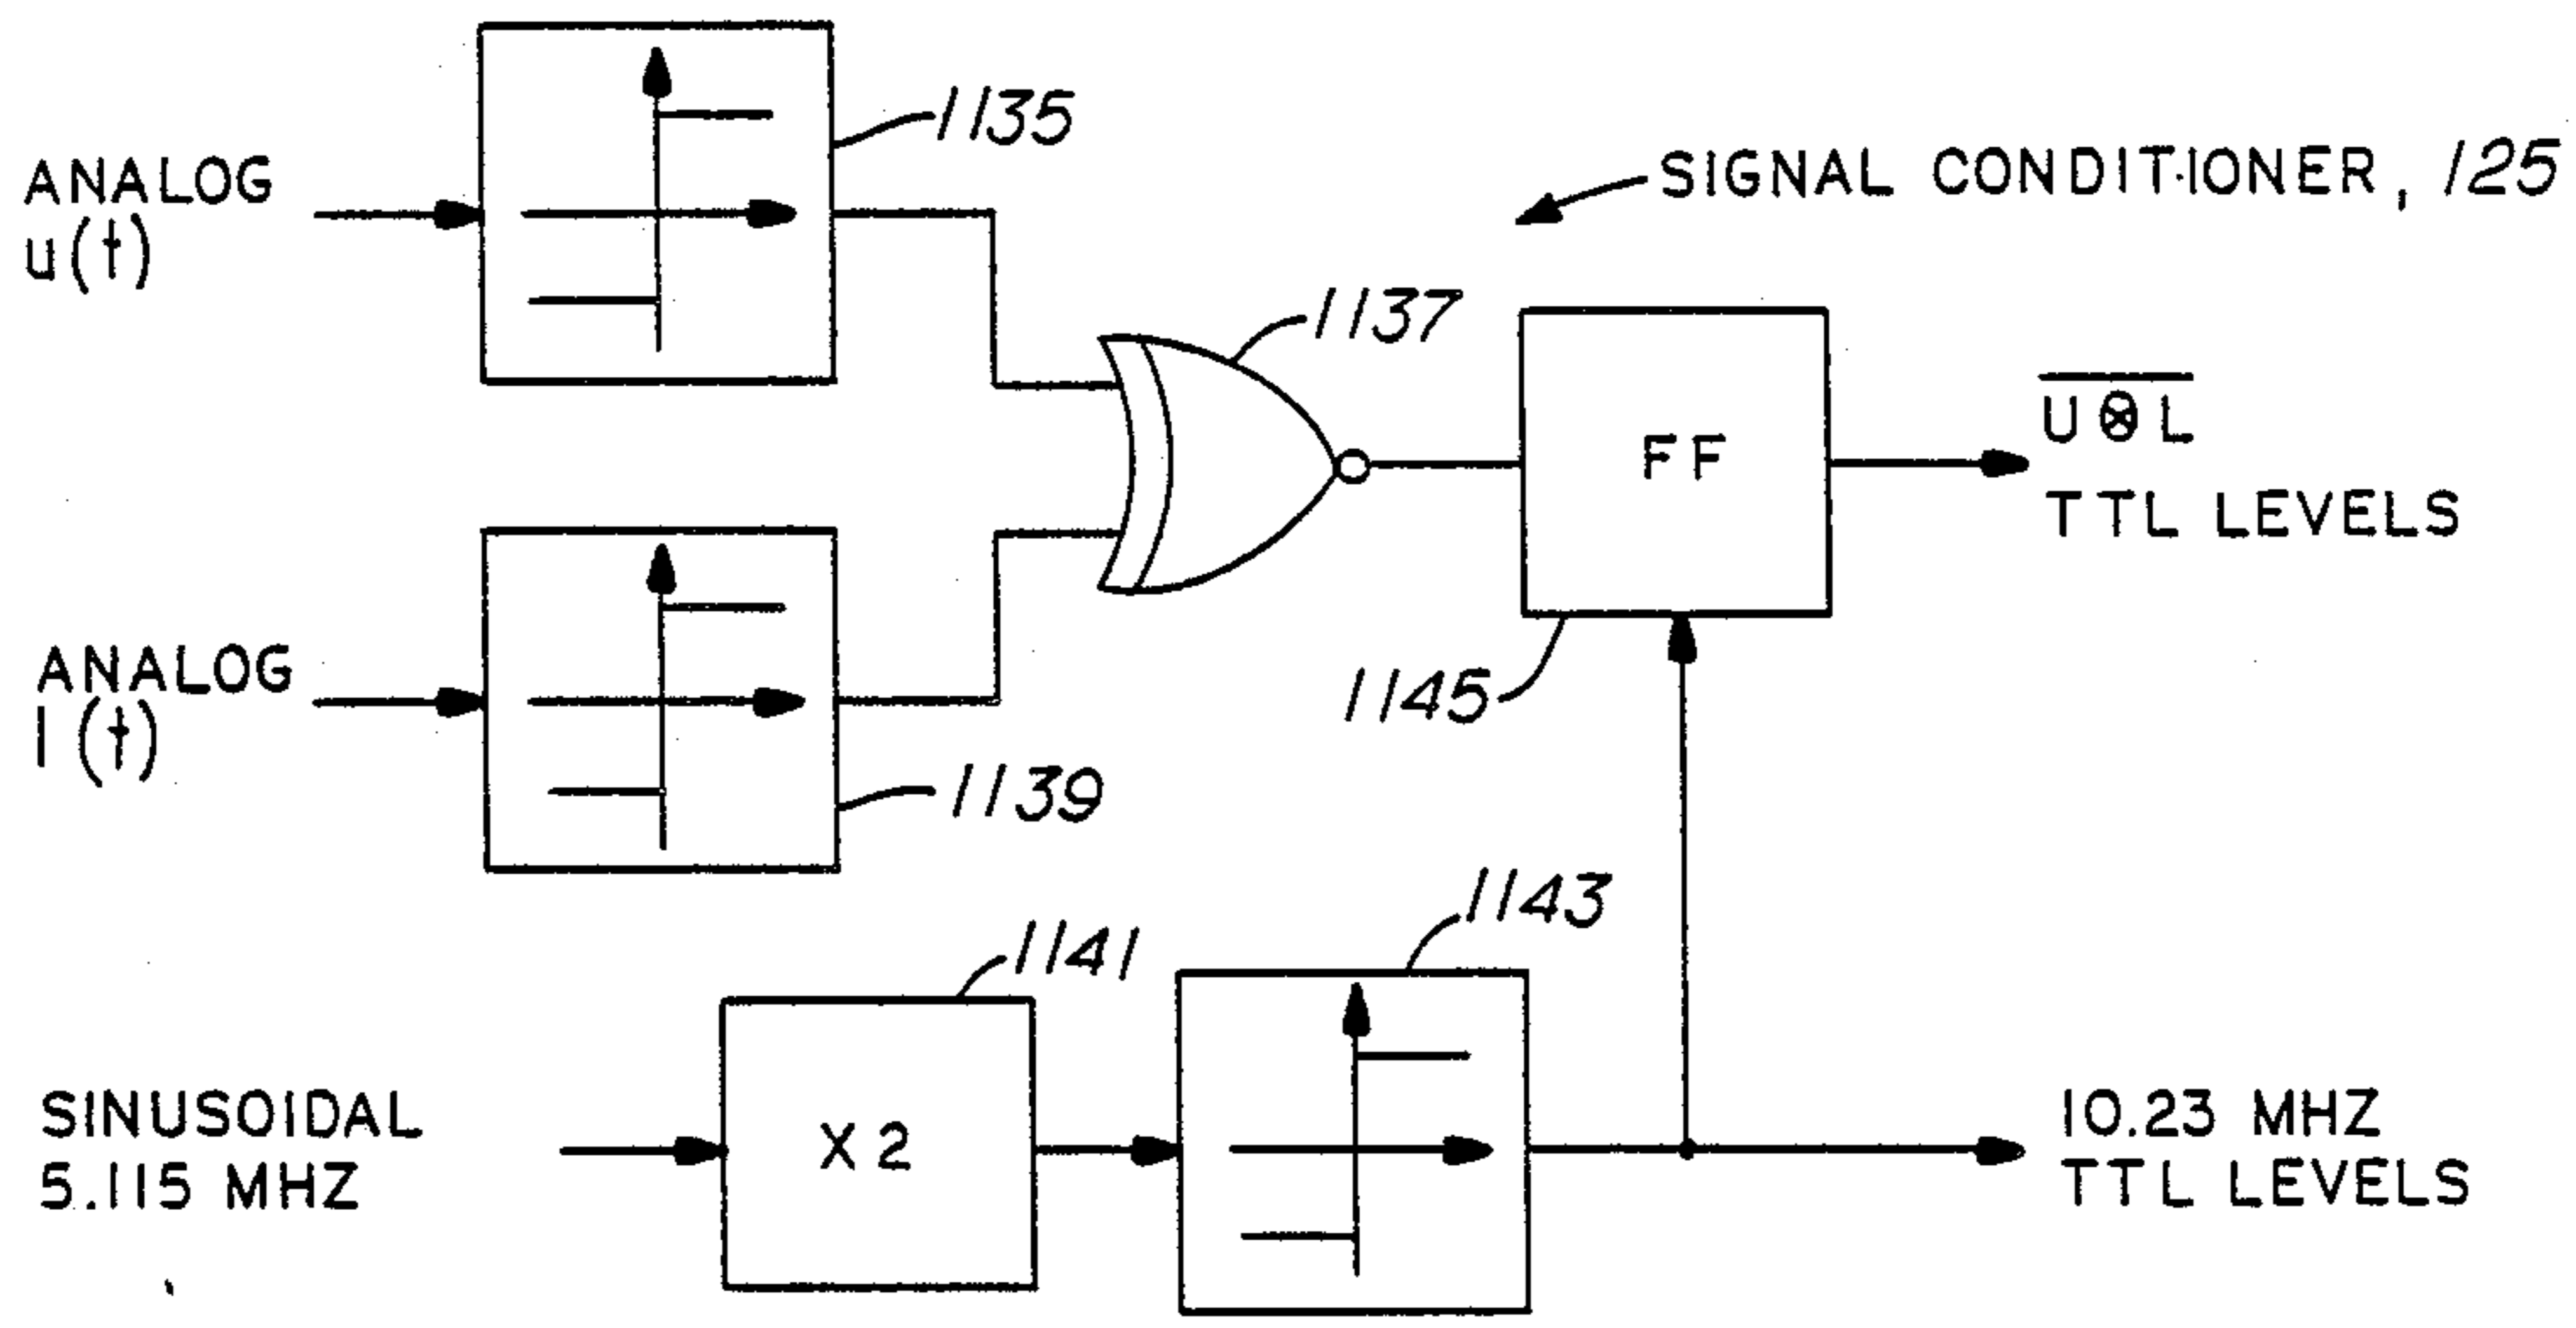 ANALOG
u(t)
1135
SIGNAL CONDITIONER, 125
1137
FF
U⊗L
TTL LEVELS
ANALOG
l(t)
1139
1145
1141
1143
SINUSOIDAL
5.115 MHZ
X2
10.23 MHZ
TTL LEVELS